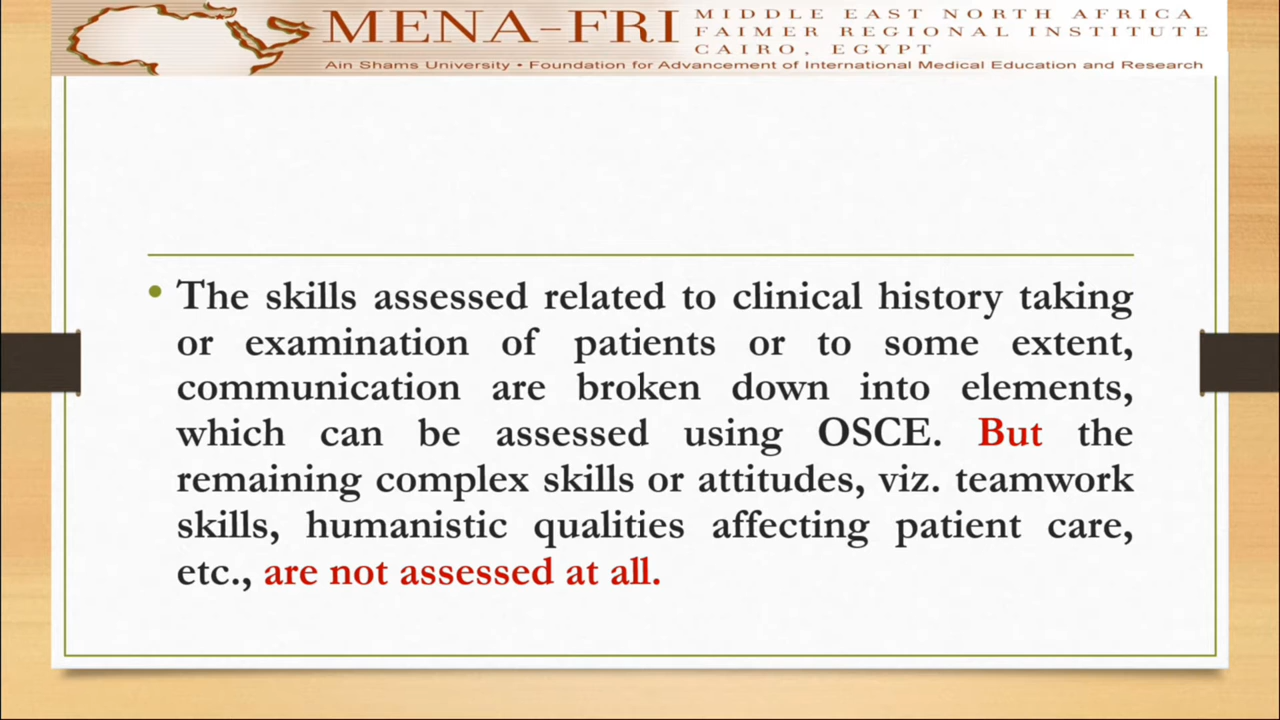 MENA-FRI
MIDDLE EAST NORTH AFRICA
FAIMER REGIONAL INSTITUTE
CAIRO, EGYPT
Ain Shams University • Foundation for Advancement of International Medical Education and Research
• The skills assessed related to clinical history taking
or examination of patients or to some extent,
communication are broken down into elements,
which can be assessed using OSCE. But the
remaining complex skills or attitudes, viz. teamwork
skills, humanistic qualities affecting patient care,
etc., are not assessed at all.